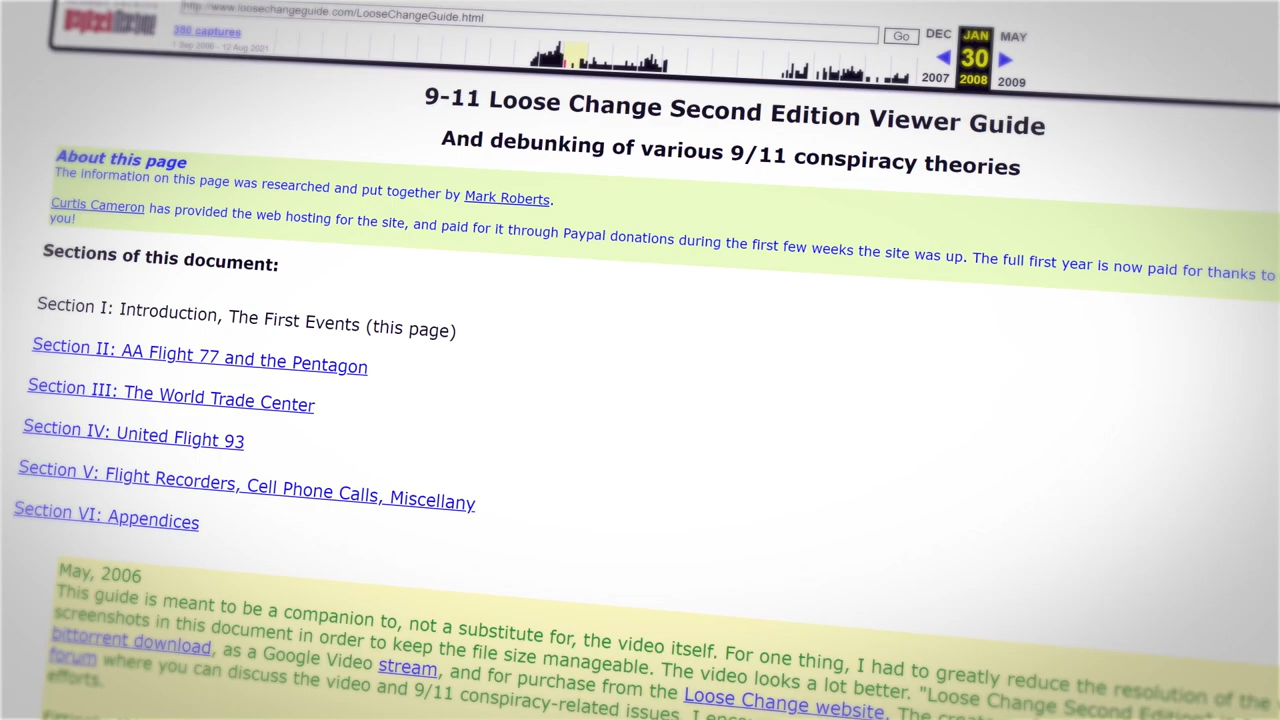 http://www.loosechangeguide.com/LooseChangeGuide.html
Go
DEC JAN MAY
380 captures
30
1 Sep 2006 - 12 Aug 2021
2007 2008 2009
9-11 Loose Change Second Edition Viewer Guide
And debunking of various 9/11 conspiracy theories
About this page
The information on this page was researched and put together by Mark Roberts.
Curtis Cameron has provided the web hosting for the site, and paid for it through Paypal donations during the first few weeks the site was up. The full first year is now paid for thanks to
you!
Sections of this document:
Section I: Introduction, The First Events (this page)
Section II: AA Flight 77 and the Pentagon
Section III: The World Trade Center
Section IV: United Flight 93
Section V: Flight Recorders, Cell Phone Calls, Miscellany
Section VI: Appendices
May, 2006
This guide is meant to be a companion to, not a substitute for, the video itself. For one thing, I had to greatly reduce the resolution of the
screenshots in this document in order to keep the file size manageable. The video looks a lot better. "Loose Change Second Edition"
bittorrent download, as a Google Video stream, and for purchase from the Loose Change website. The
forum where you can discuss the video and 9/11 conspiracy-related issues. I
efforts.